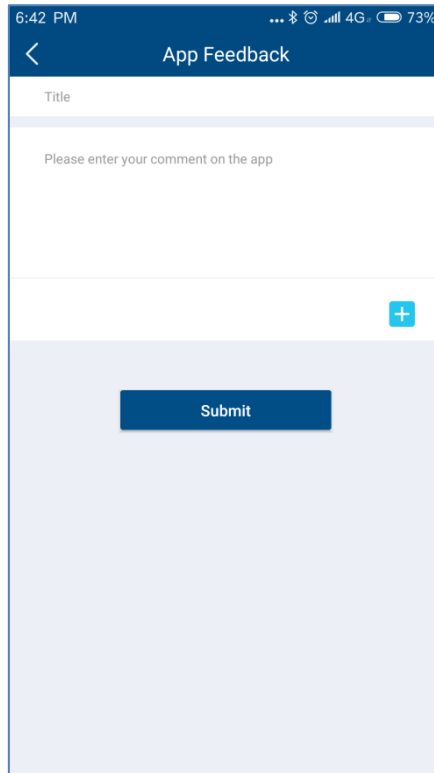 6:42 PM ... 4G 73%
App Feedback
Title
Please enter your comment on the app
Submit